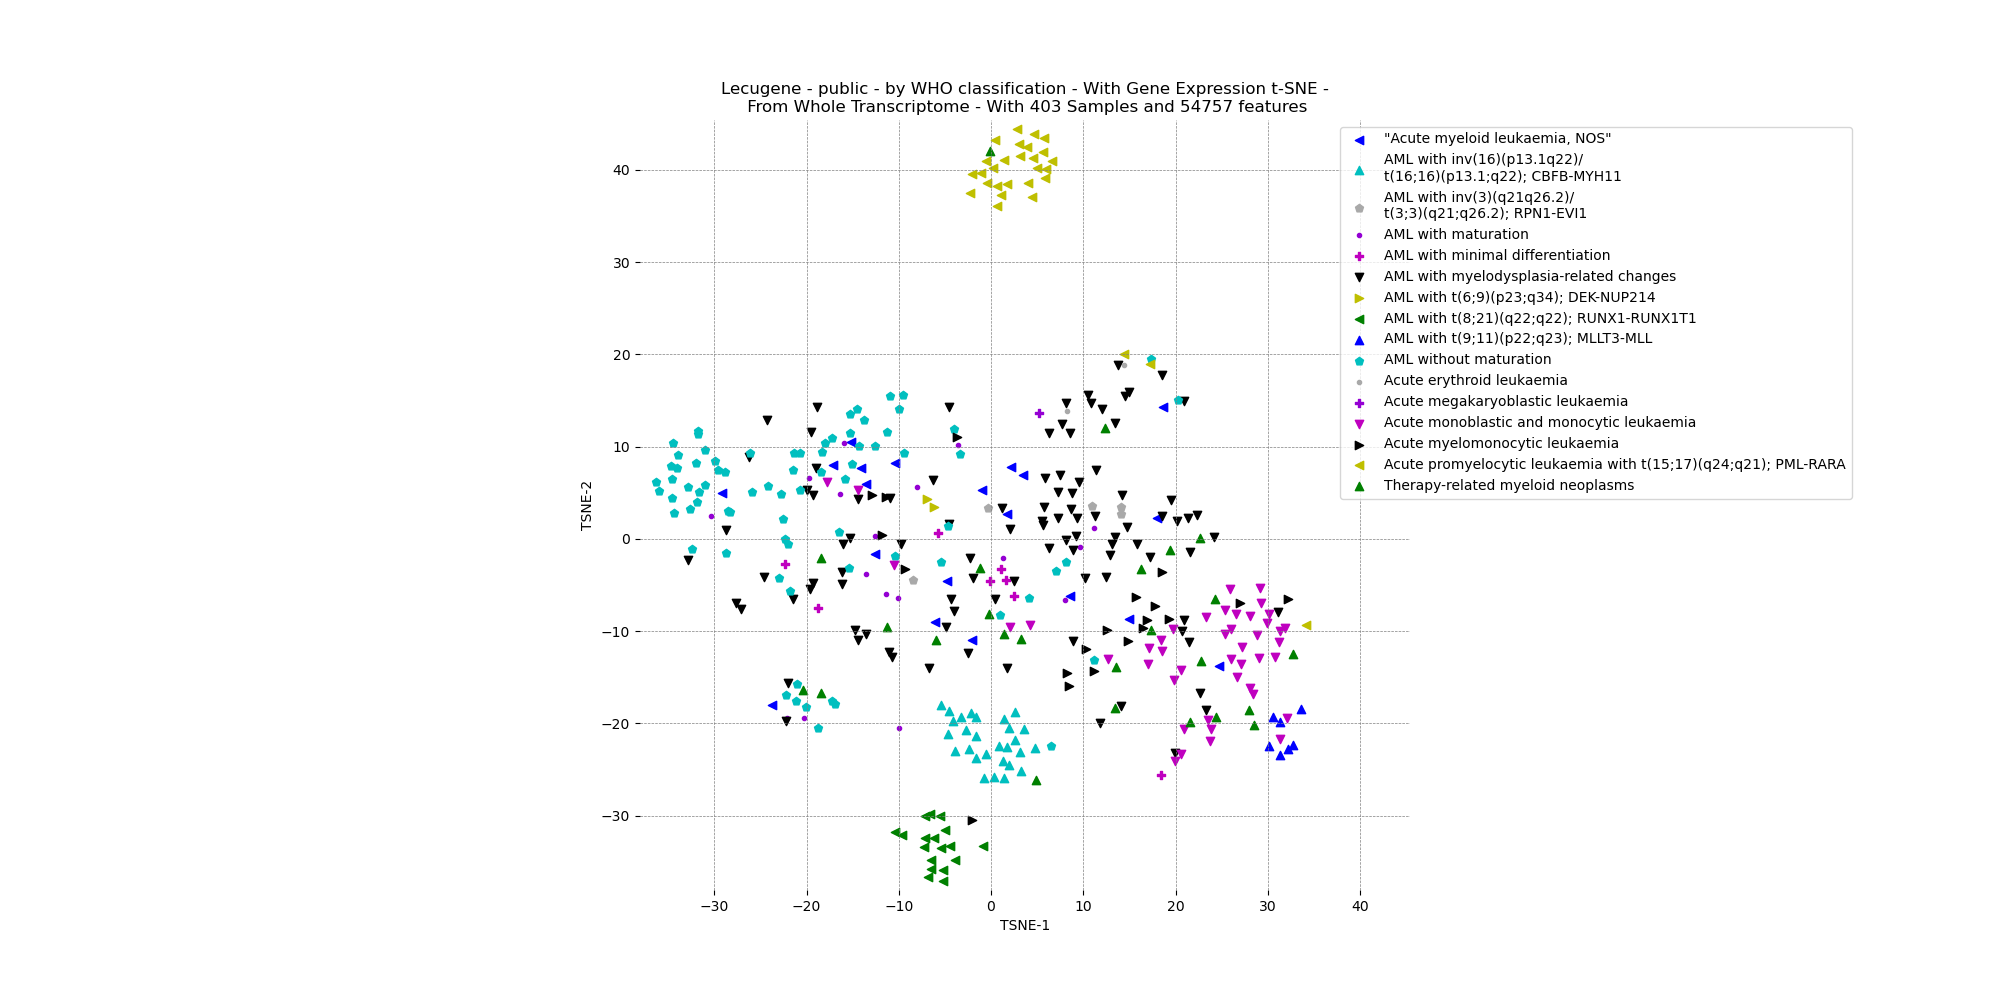 Lecugene - public - by WHO classification - With Gene Expression t-SNE -
From Whole Transcriptome - With 403 Samples and 54757 features
"Acute myeloid leukaemia, NOS"
AML with inv(16)(p13.1q22)/
t(16;16)(p13.1;q22); CBFB-MYH11
AML with inv(3)(q21q26.2)/
t(3;3)(q21;q26.2); RPN1-EVI1
AML with maturation
AML with minimal differentiation
AML with myelodysplasia-related changes
AML with t(6;9)(p23;q34); DEK-NUP214
AML with t(8;21)(q22;q22); RUNX1-RUNX1T1
AML with t(9;11)(p22;q23); MLLT3-MLL
AML without maturation
Acute erythroid leukaemia
Acute megakaryoblastic leukaemia
Acute monoblastic and monocytic leukaemia
Acute myelomonocytic leukaemia
Acute promyelocytic leukaemia with t(15;17)(q24;q21); PML-RARA
Therapy-related myeloid neoplasms
TSNE-2
40
30
20
10
0
−10
−20
−30
−30 −20 −10 0 10 20 30 40
TSNE-1